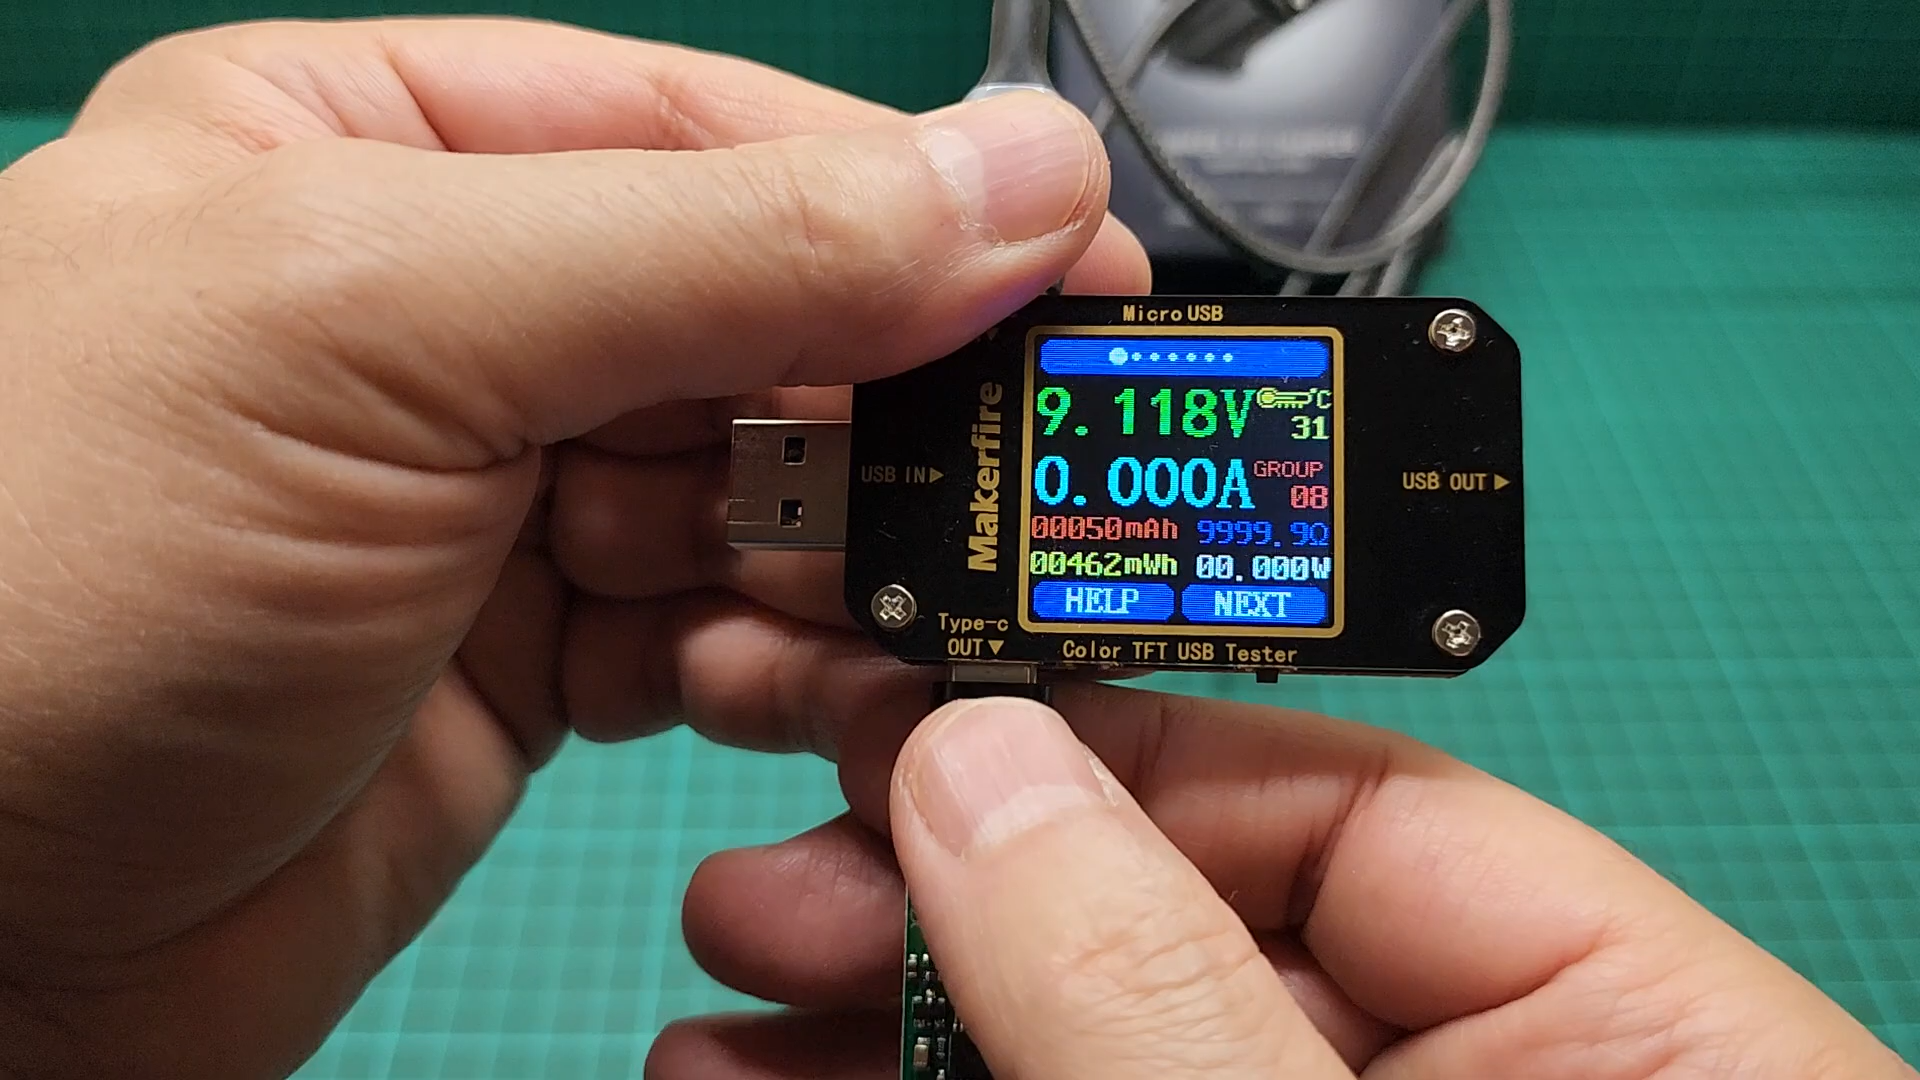 Micro USB
9.118V
°C
31
USB IN▶
Makerfire
0.000A
GROUP
08
USB OUT▶
00050mAh 9999.9Ω
00462mWh 00.000W
HELP NEXT
Type-c
OUT▼
Color TFT USB Tester